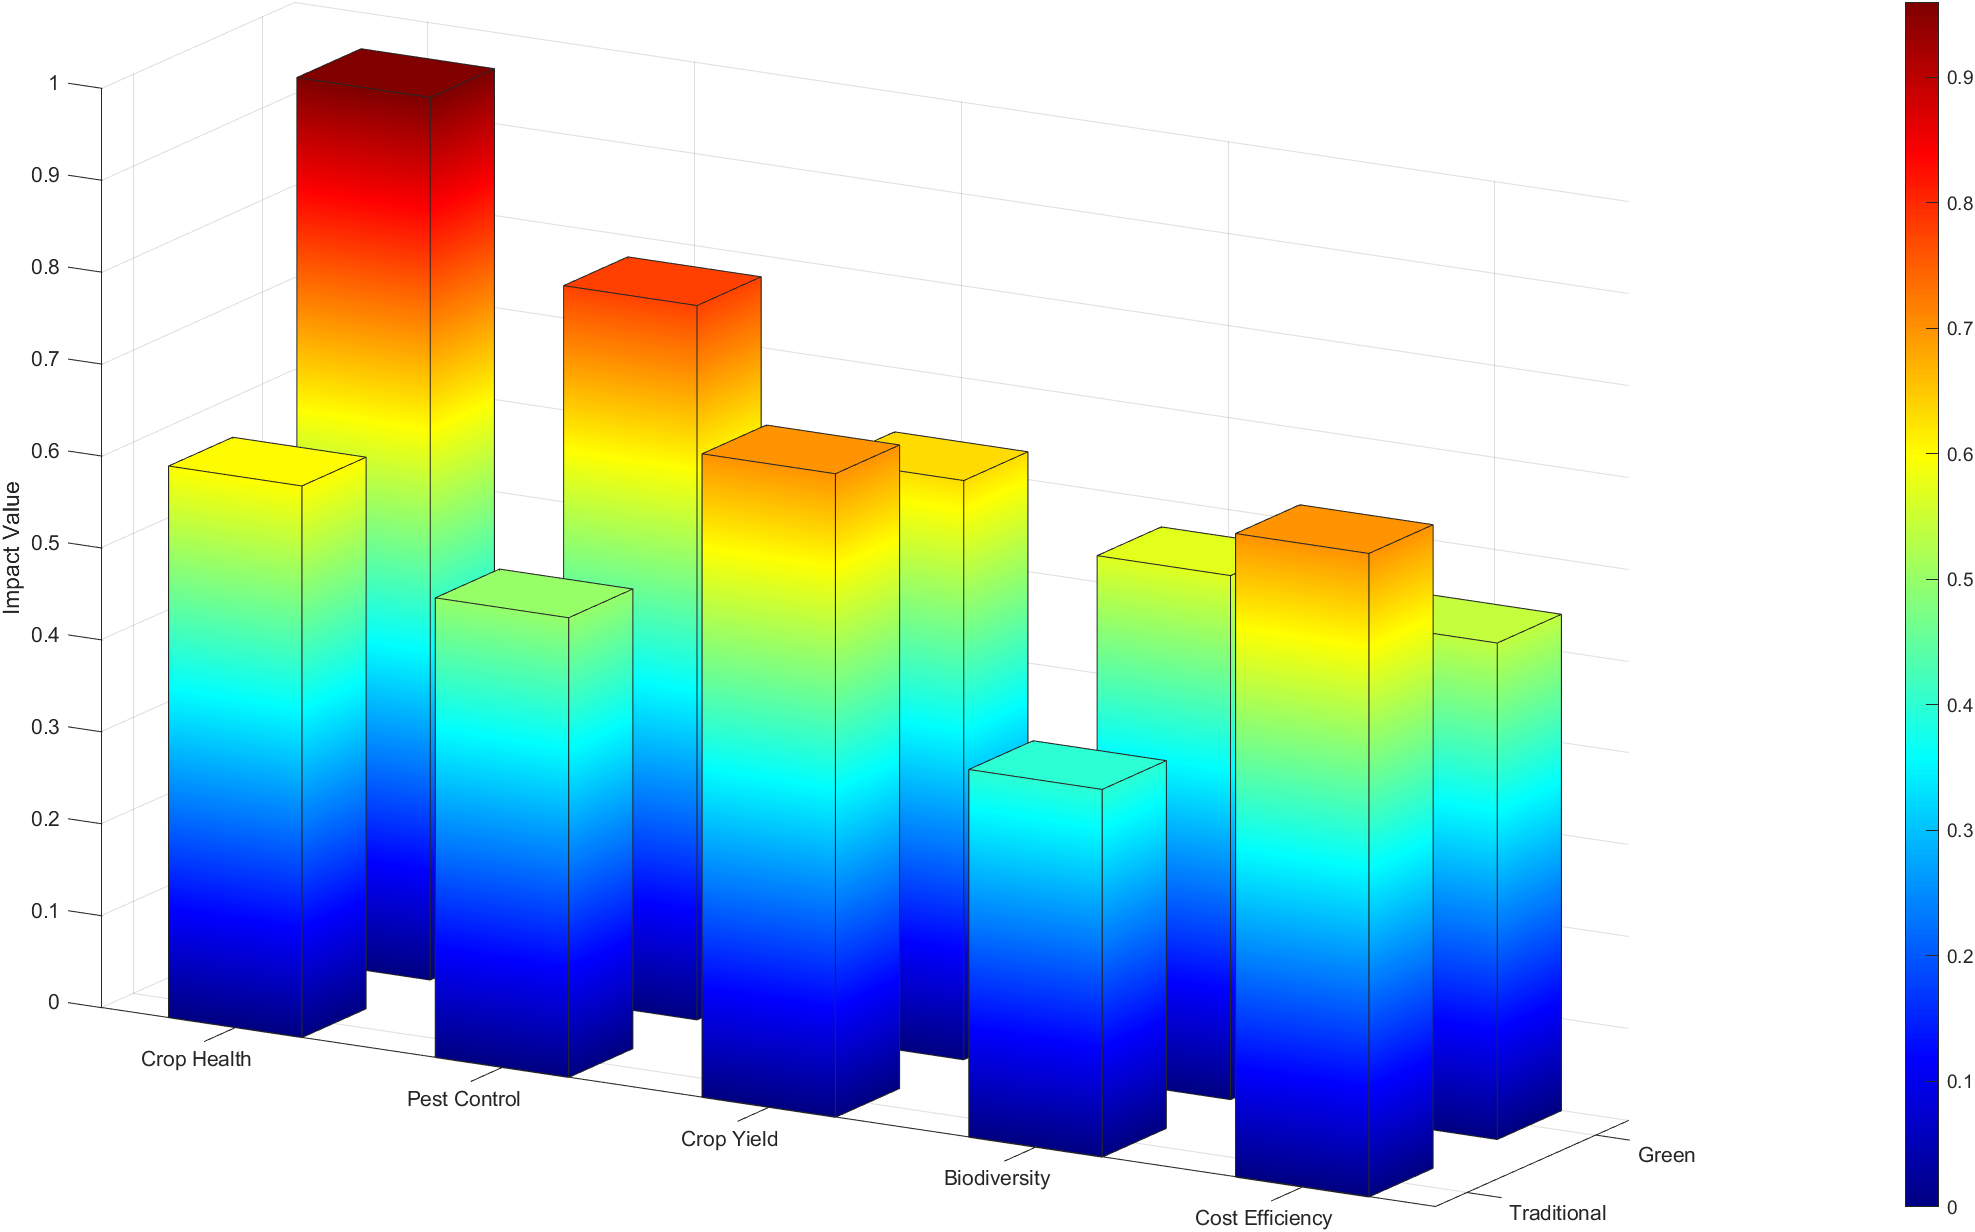 1
0.9
0.8
0.7
0.6
0.5
0.4
0.3
0.2
0.1
0
Impact Value
Crop Health
Pest Control
Crop Yield
Biodiversity
Cost Efficiency
Traditional
Green
0.9
0.8
0.7
0.6
0.5
0.4
0.3
0.2
0.1
0